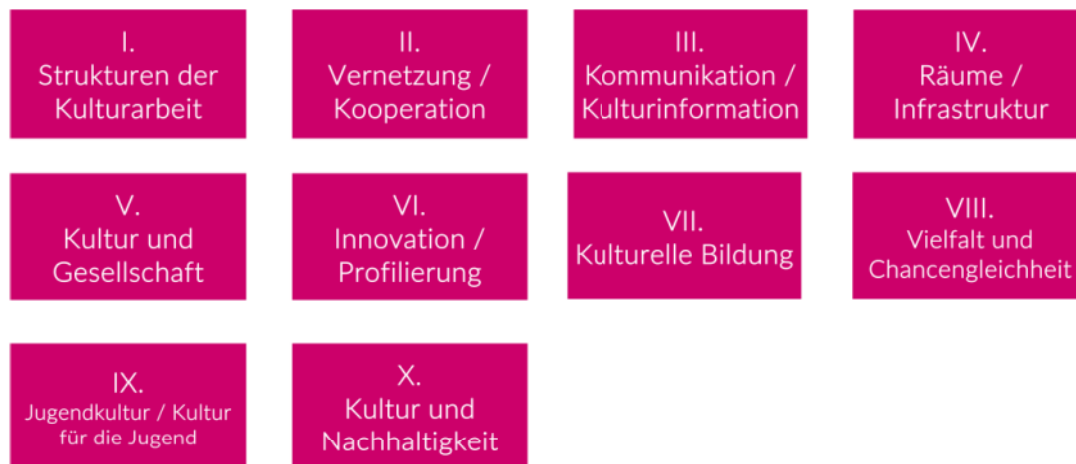 I.
Strukturen der
Kulturarbeit
II.
Vernetzung /
Kooperation
III.
Kommunikation /
Kulturinformation
IV.
Räume /
Infrastruktur
V.
Kultur und
Gesellschaft
VI.
Innovation /
Profilierung
VII.
Kulturelle Bildung
VIII.
Vielfalt und
Chancengleichheit
IX.
Jugendkultur / Kultur
für die Jugend
X.
Kultur und
Nachhaltigkeit